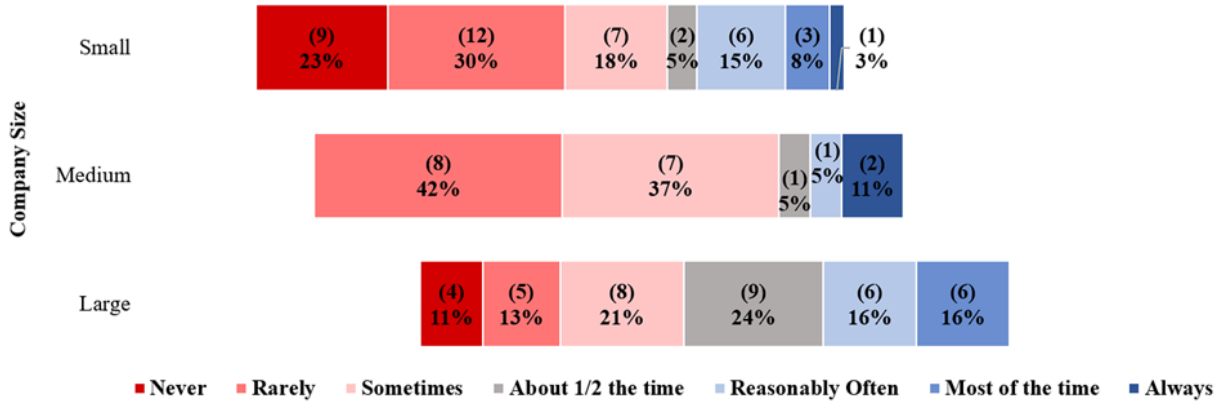 Company Size
Small
(9) (12) (7) (2) (6) (3) (1)
23% 30% 18% 5% 15% 8% 3%
Medium
(8) (7) (1) (1) (2)
42% 37% 5% 5% 11%
Large
(4) (5) (8) (9) (6) (6)
11% 13% 21% 24% 16% 16%
Never Rarely Sometimes About 1/2 the time Reasonably Often Most of the time Always